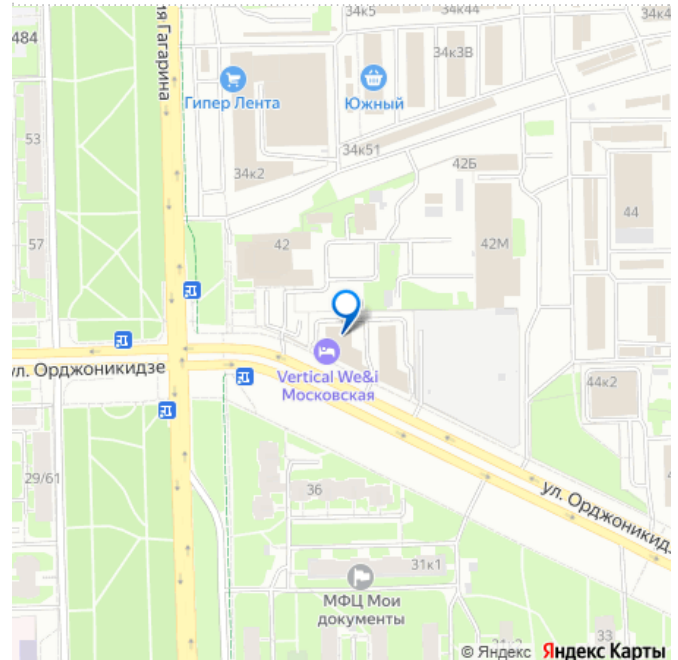 34к5
34к44
34к4
484
ия Гагарина
34к3В
Гипер Лента
Южный
53
34к51
34к2
42Б
44
57
42
42М
ул. Орджоникидзе
Vertical We&i
Московская
44к2
29/61
36
ул. Орджоникидз
31к1
МФЦ Мои
документы
33
© Яндекс Яндекс Карты